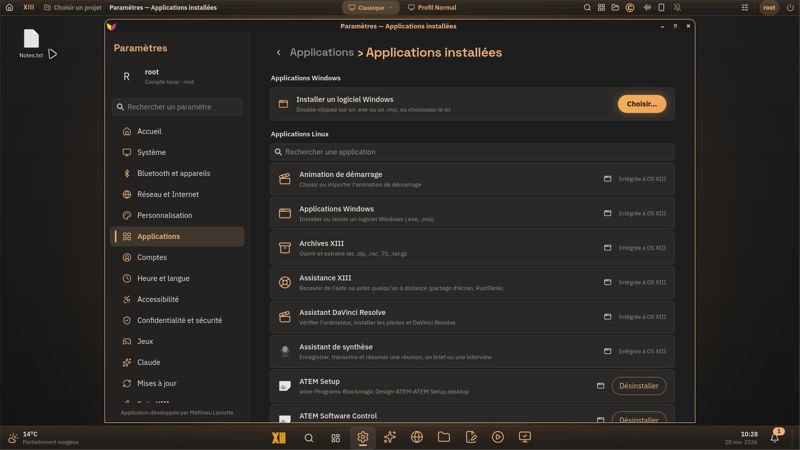 XIII
Choisir un projet
Paramètres — Applications installées
Classique
Profil Normal
root
Notes.txt
Paramètres — Applications installées
Paramètres
R
root
Compte local · root
Rechercher un paramètre
Accueil
Système
Bluetooth et appareils
Réseau et Internet
Personnalisation
Applications
Comptes
Heure et langue
Accessibilité
Confidentialité et sécurité
Jeux
Claude
Mises à jour
Application développée par Matthieu Lamotte
Applications > Applications installées
Applications Windows
Installer un logiciel Windows
Double-cliquez sur un .exe ou un .msi, ou choisissez-le ici
Choisir…
Applications Linux
Rechercher une application
Animation de démarrage
Choisir ou importer l'animation de démarrage
Intégrée à OS XIII
Applications Windows
Installer ou lancer un logiciel Windows (.exe, .msi)
Intégrée à OS XIII
Archives XIII
Ouvrir et extraire les .zip, .rar, .7z, .tar.gz
Intégrée à OS XIII
Assistance XIII
Recevoir de l'aide ou aider quelqu'un à distance (partage d'écran, RustDesk)
Intégrée à OS XIII
Assistant DaVinci Resolve
Vérifier l'ordinateur, installer les pilotes et DaVinci Resolve
Intégrée à OS XIII
Assistant de synthèse
Enregistrer, transcrire et résumer une réunion, un brief ou une interview
Intégrée à OS XIII
ATEM Setup
wine-Programs-Blackmagic Design-ATEM-ATEM Setup.desktop
Désinstaller
ATEM Software Control
Désinstaller
14°C
Partiellement nuageux
XIII
10:28
28 nov. 2026
1